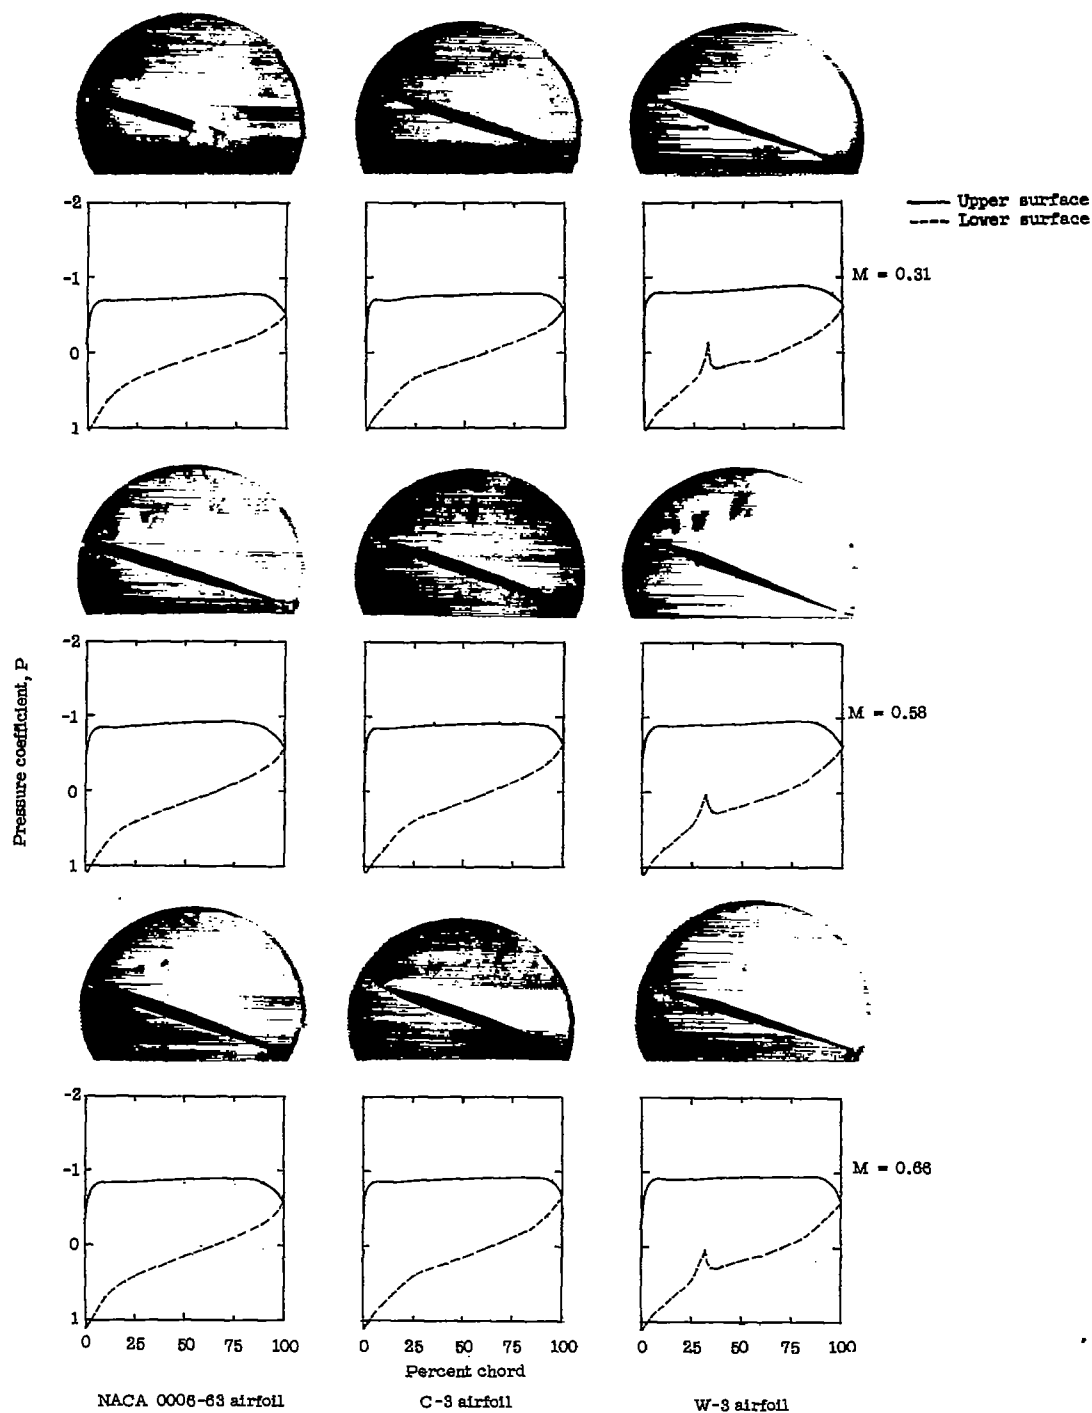 -2
Upper surface
Lower surface
-1
M = 0.31
0
1
-2
-1
M = 0.58
0
1
Pressure coefficient, P
-2
-1
M = 0.66
0
1
0 25 50 75 100 0 25 50 75 100 0 25 50 75 100
Percent chord
NACA 0006-63 airfoil C-3 airfoil W-3 airfoil